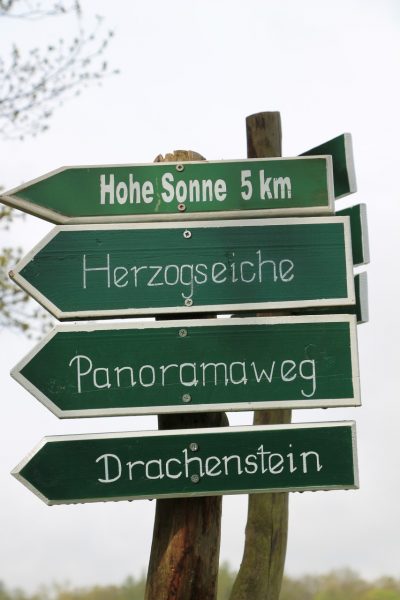 Hohe Sonne 5 km
Herzogseiche
Panoramaweg
Drachenstein